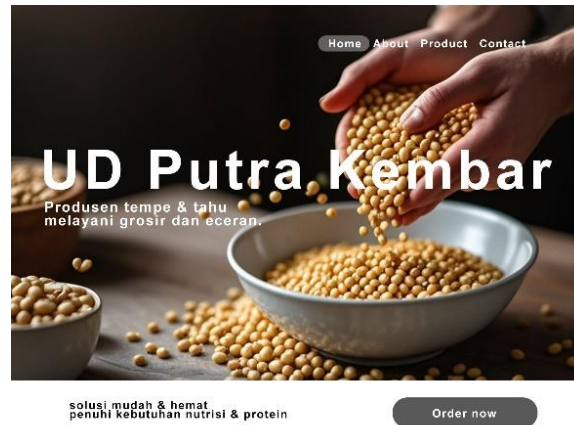 Home About Product Contact
UD Putra Kembar
Produsen tempe & tahu
melayani grosir dan eceran.
solusi mudah & hemat
penuhi kebutuhan nutrisi & protein
Order now